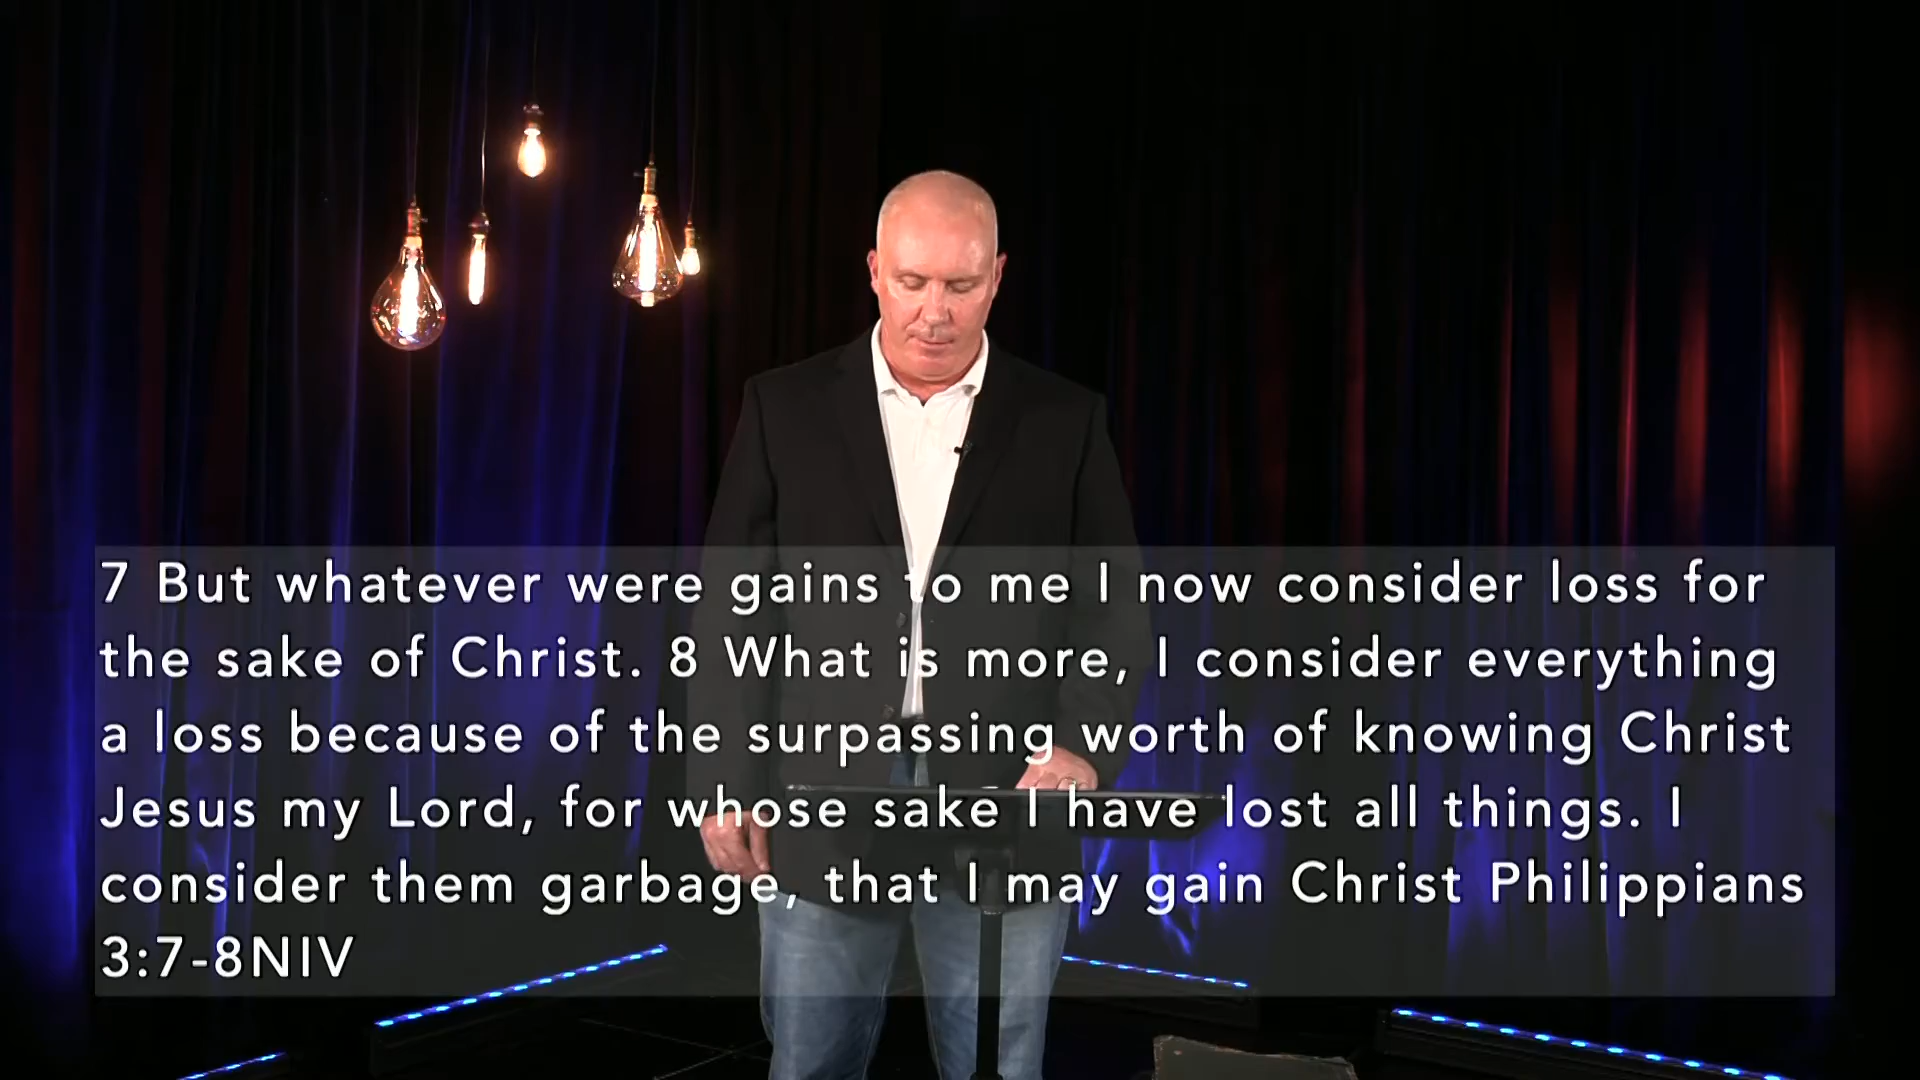 7 But whatever were gains to me I now consider loss for
the sake of Christ. 8 What is more, I consider everything
a loss because of the surpassing worth of knowing Christ
Jesus my Lord, for whose sake I have lost all things. I
consider them garbage, that I may gain Christ Philippians
3:7-8NIV